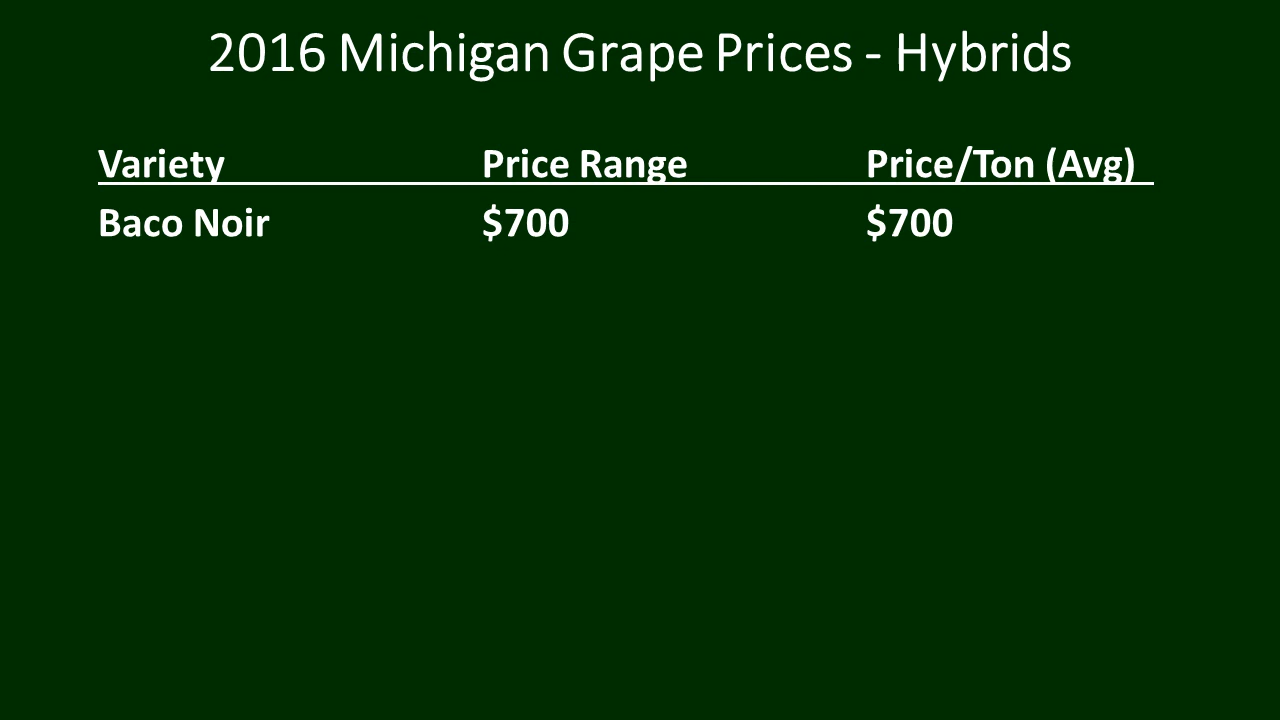 2016 Michigan Grape Prices - Hybrids
Variety Price Range Price/Ton (Avg)
Baco Noir $700 $700